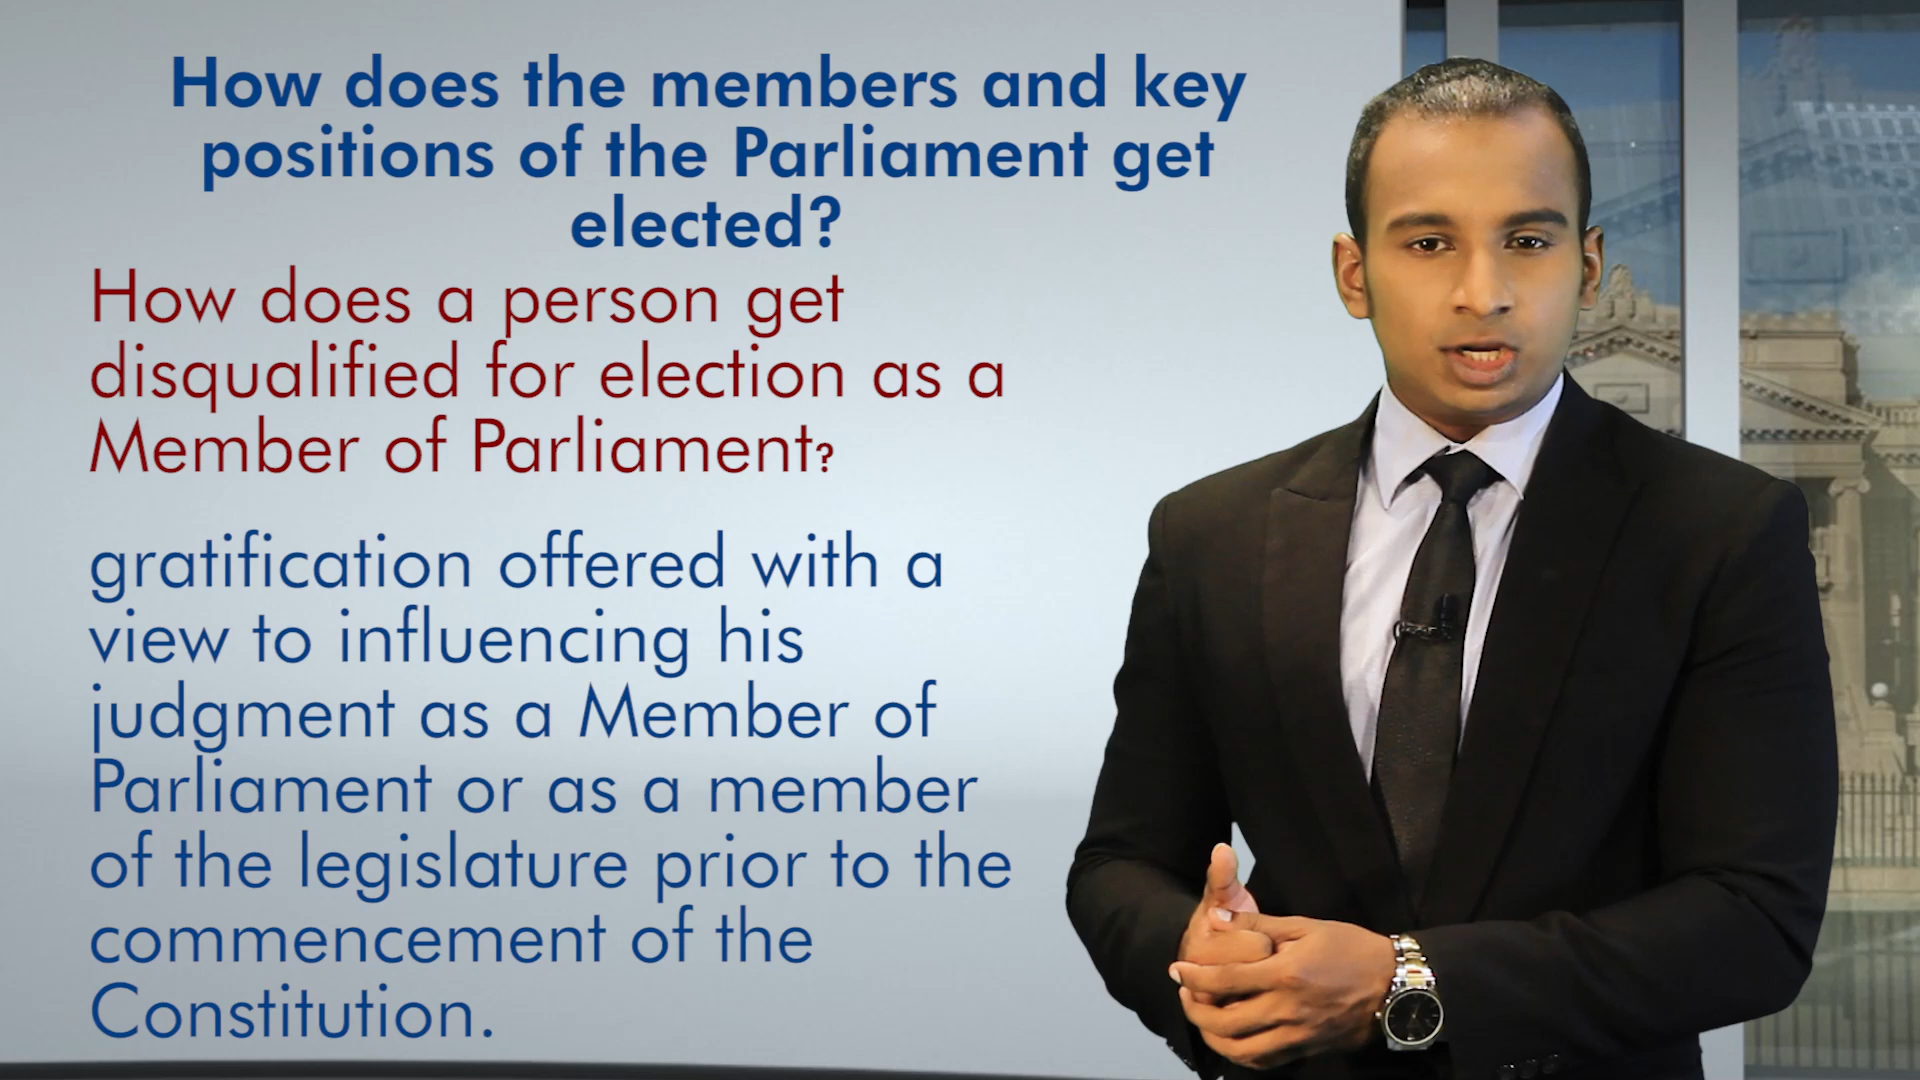 How does the members and key
positions of the Parliament get
elected?
How does a person get
disqualified for election as a
Member of Parliament?
gratification offered with a
view to influencing his
judgment as a Member of
Parliament or as a member
of the legislature prior to the
commencement of the
Constitution.